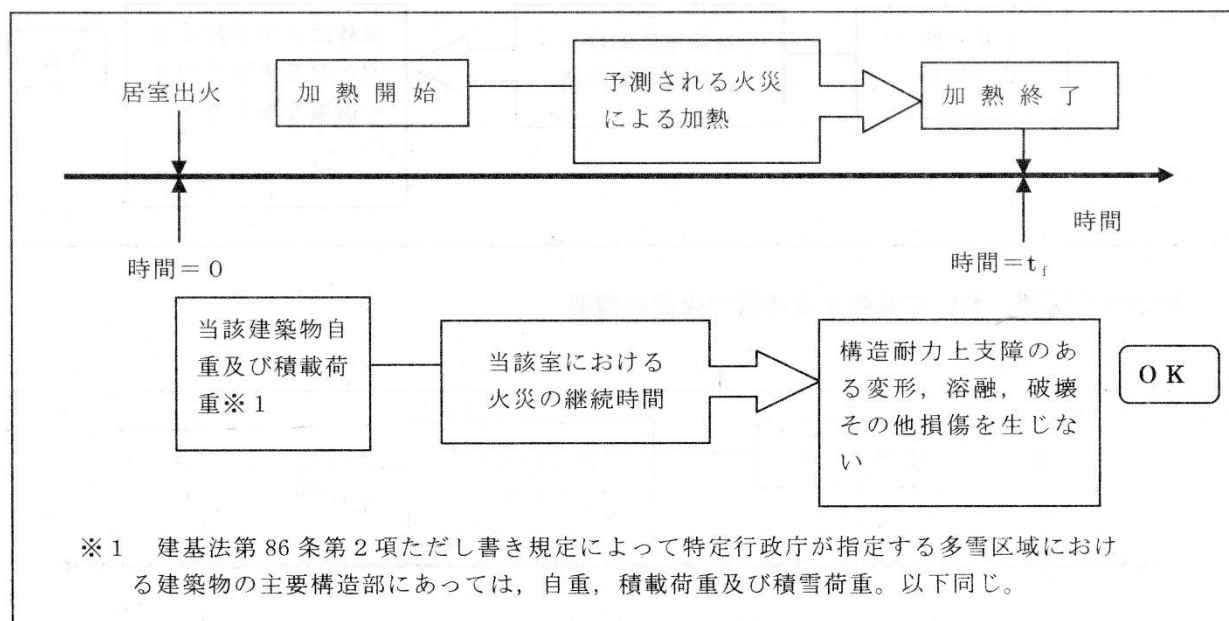 居室出火
加熱開始
予測される火災
による加熱
加熱終了
時間
時間＝0
時間＝tf
当該建築物自
重及び積載荷
重※1
当該室における
火災の継続時間
構造耐力上支障のあ
る変形，溶融，破壊
その他損傷を生じな
い
OK
※1　建基法第86条第2項ただし書き規定によって特定行政庁が指定する多雪区域におけ
る建築物の主要構造部にあっては，自重，積載荷重及び積雪荷重。以下同じ。